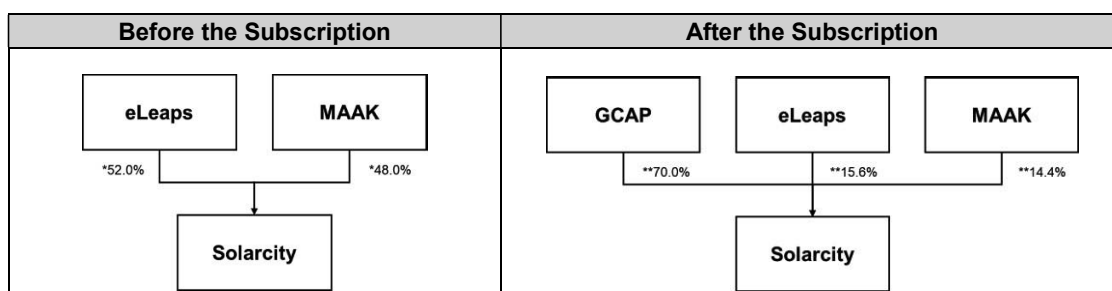 Before the Subscription
After the Subscription
eLeaps
MAAK
*52.0%
*48.0%
Solarcity
GCAP
eLeaps
MAAK
**70.0%
**15.6%
**14.4%
Solarcity